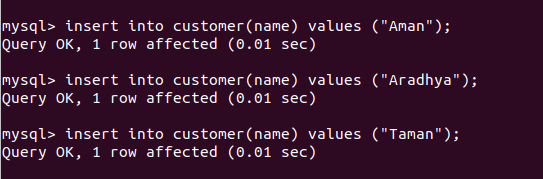 mysql> insert into customer(name) values ("Aman");
Query OK, 1 row affected (0.01 sec)
mysql> insert into customer(name) values ("Aradhya");
Query OK, 1 row affected (0.01 sec)
mysql> insert into customer(name) values ("Taman");
Query OK, 1 row affected (0.01 sec)